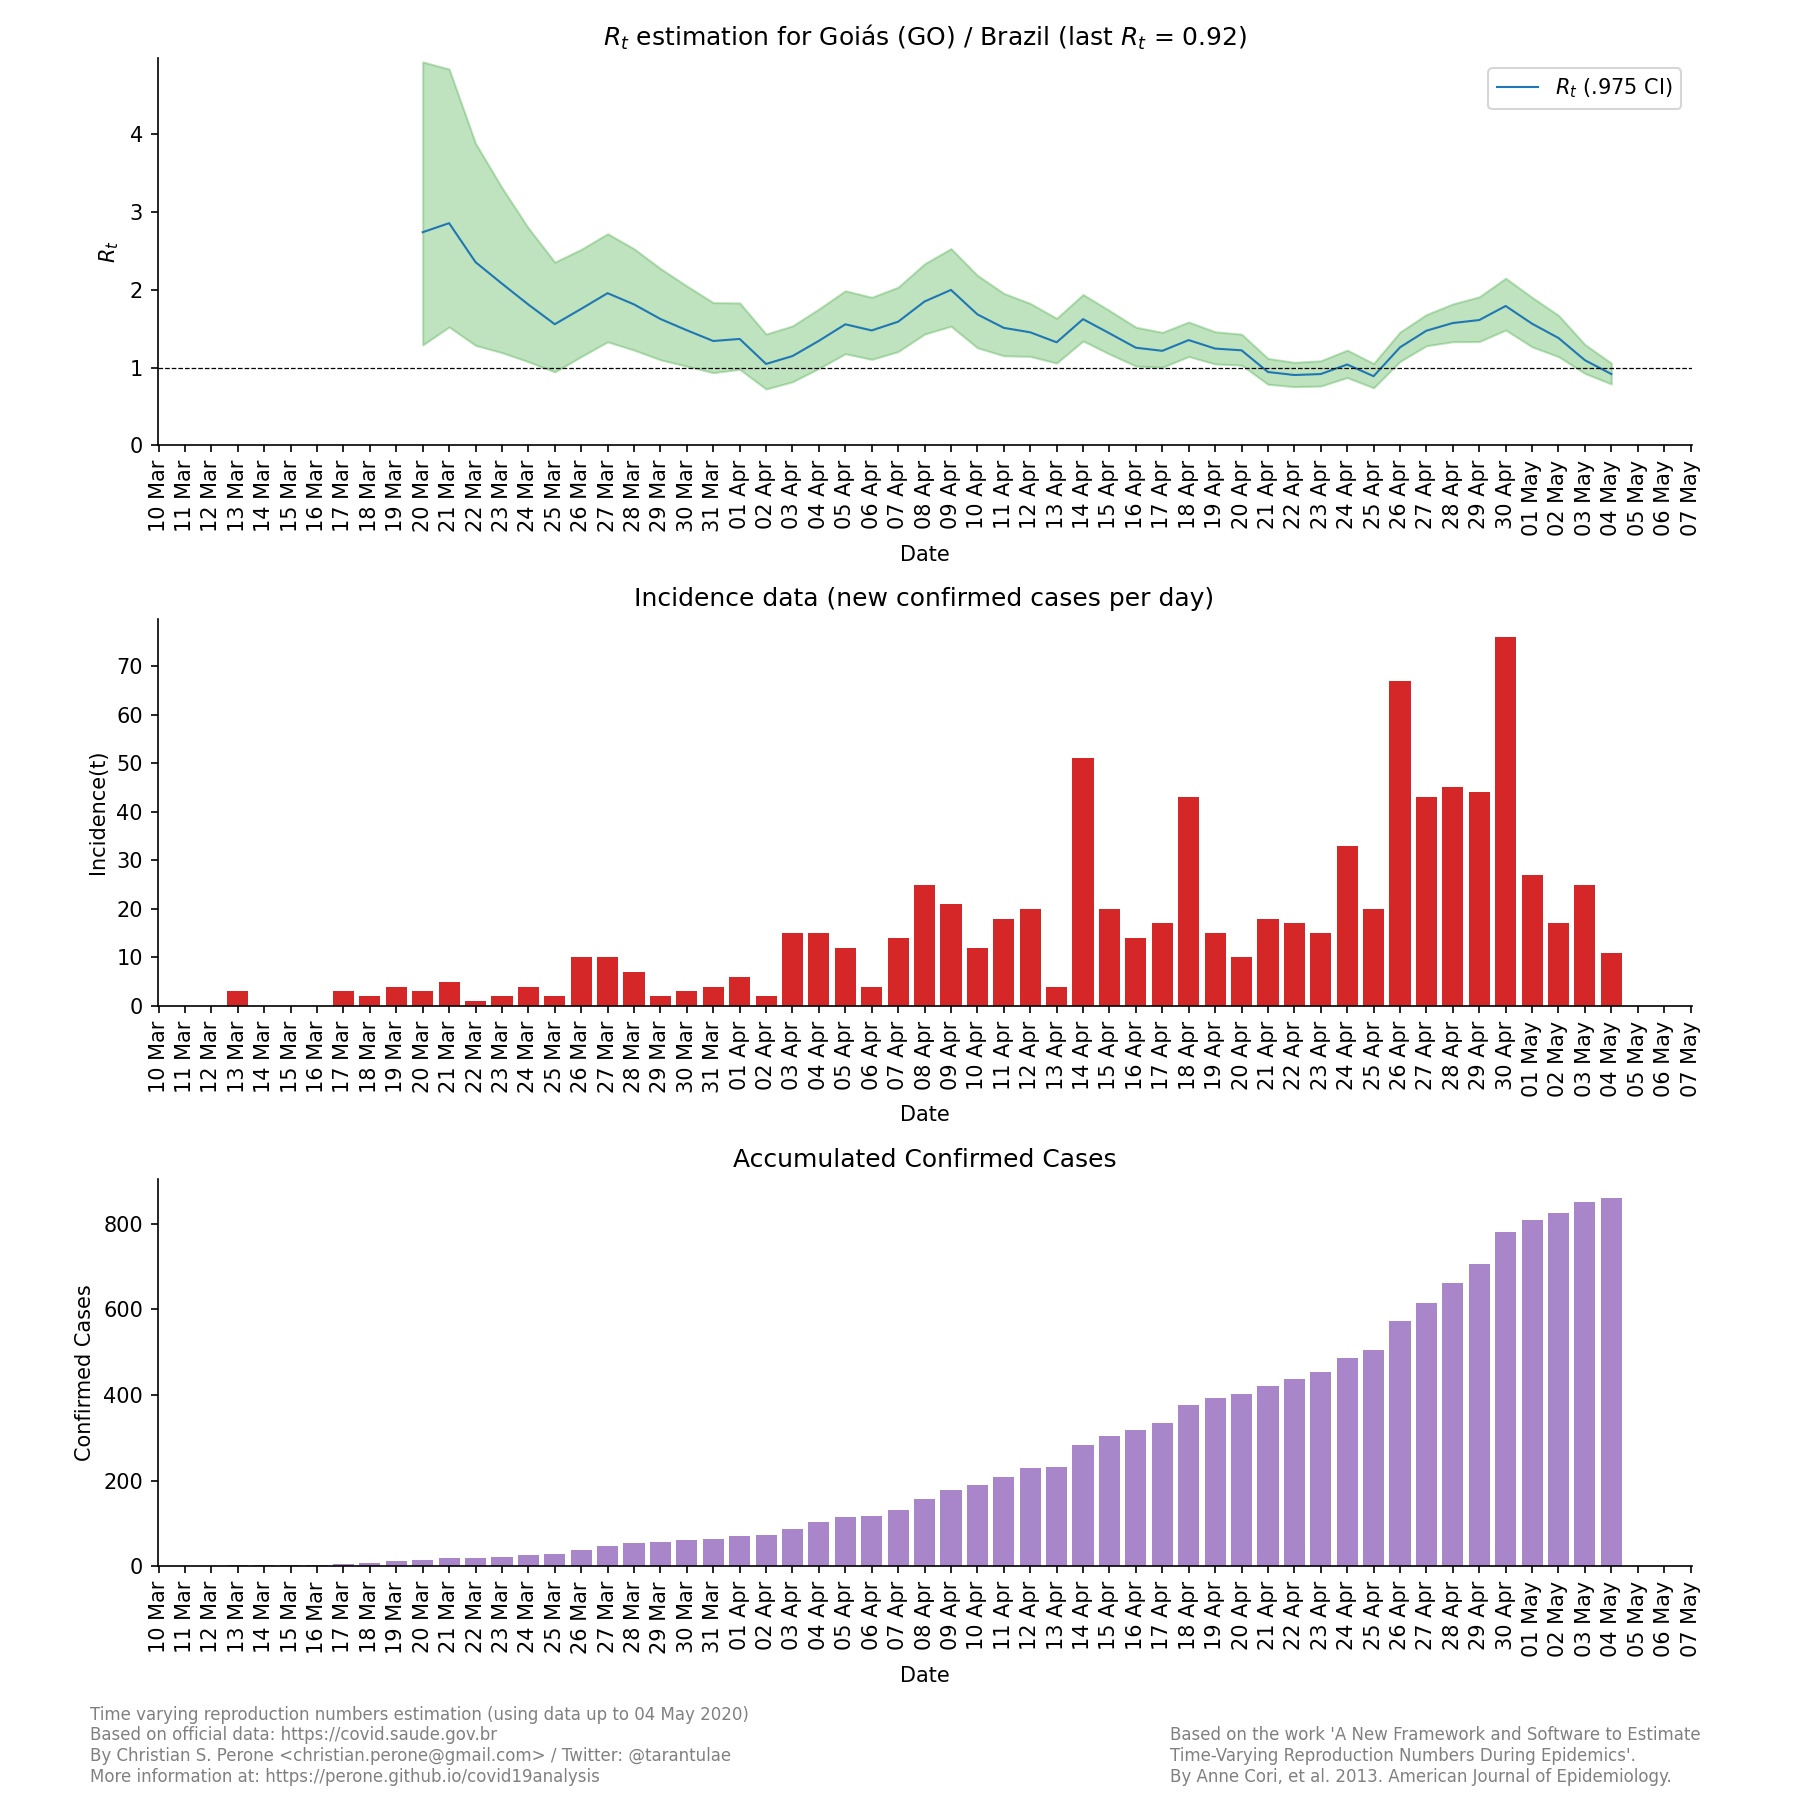 Rt estimation for Goiás (GO) / Brazil (last Rt = 0.92)
Rt (.975 CI)
Rt
4
3
2
1
0
10 Mar 11 Mar 12 Mar 13 Mar 14 Mar 15 Mar 16 Mar 17 Mar 18 Mar 19 Mar 20 Mar 21 Mar 22 Mar 23 Mar 24 Mar 25 Mar 26 Mar 27 Mar 28 Mar 29 Mar 30 Mar 31 Mar 01 Apr 02 Apr 03 Apr 04 Apr 05 Apr 06 Apr 07 Apr 08 Apr 09 Apr 10 Apr 11 Apr 12 Apr 13 Apr 14 Apr 15 Apr 16 Apr 17 Apr 18 Apr 19 Apr 20 Apr 21 Apr 22 Apr 23 Apr 24 Apr 25 Apr 26 Apr 27 Apr 28 Apr 29 Apr 30 Apr 01 May 02 May 03 May 04 May 05 May 06 May 07 May
Date
Incidence data (new confirmed cases per day)
Incidence(t)
70
60
50
40
30
20
10
0
10 Mar 11 Mar 12 Mar 13 Mar 14 Mar 15 Mar 16 Mar 17 Mar 18 Mar 19 Mar 20 Mar 21 Mar 22 Mar 23 Mar 24 Mar 25 Mar 26 Mar 27 Mar 28 Mar 29 Mar 30 Mar 31 Mar 01 Apr 02 Apr 03 Apr 04 Apr 05 Apr 06 Apr 07 Apr 08 Apr 09 Apr 10 Apr 11 Apr 12 Apr 13 Apr 14 Apr 15 Apr 16 Apr 17 Apr 18 Apr 19 Apr 20 Apr 21 Apr 22 Apr 23 Apr 24 Apr 25 Apr 26 Apr 27 Apr 28 Apr 29 Apr 30 Apr 01 May 02 May 03 May 04 May 05 May 06 May 07 May
Date
Accumulated Confirmed Cases
Confirmed Cases
800
600
400
200
0
10 Mar 11 Mar 12 Mar 13 Mar 14 Mar 15 Mar 16 Mar 17 Mar 18 Mar 19 Mar 20 Mar 21 Mar 22 Mar 23 Mar 24 Mar 25 Mar 26 Mar 27 Mar 28 Mar 29 Mar 30 Mar 31 Mar 01 Apr 02 Apr 03 Apr 04 Apr 05 Apr 06 Apr 07 Apr 08 Apr 09 Apr 10 Apr 11 Apr 12 Apr 13 Apr 14 Apr 15 Apr 16 Apr 17 Apr 18 Apr 19 Apr 20 Apr 21 Apr 22 Apr 23 Apr 24 Apr 25 Apr 26 Apr 27 Apr 28 Apr 29 Apr 30 Apr 01 May 02 May 03 May 04 May 05 May 06 May 07 May
Date
Time varying reproduction numbers estimation (using data up to 04 May 2020)
Based on official data: https://covid.saude.gov.br
By Christian S. Perone <christian.perone@gmail.com> / Twitter: @tarantulae
More information at: https://perone.github.io/covid19analysis
Based on the work 'A New Framework and Software to Estimate
Time-Varying Reproduction Numbers During Epidemics'.
By Anne Cori, et al. 2013. American Journal of Epidemiology.